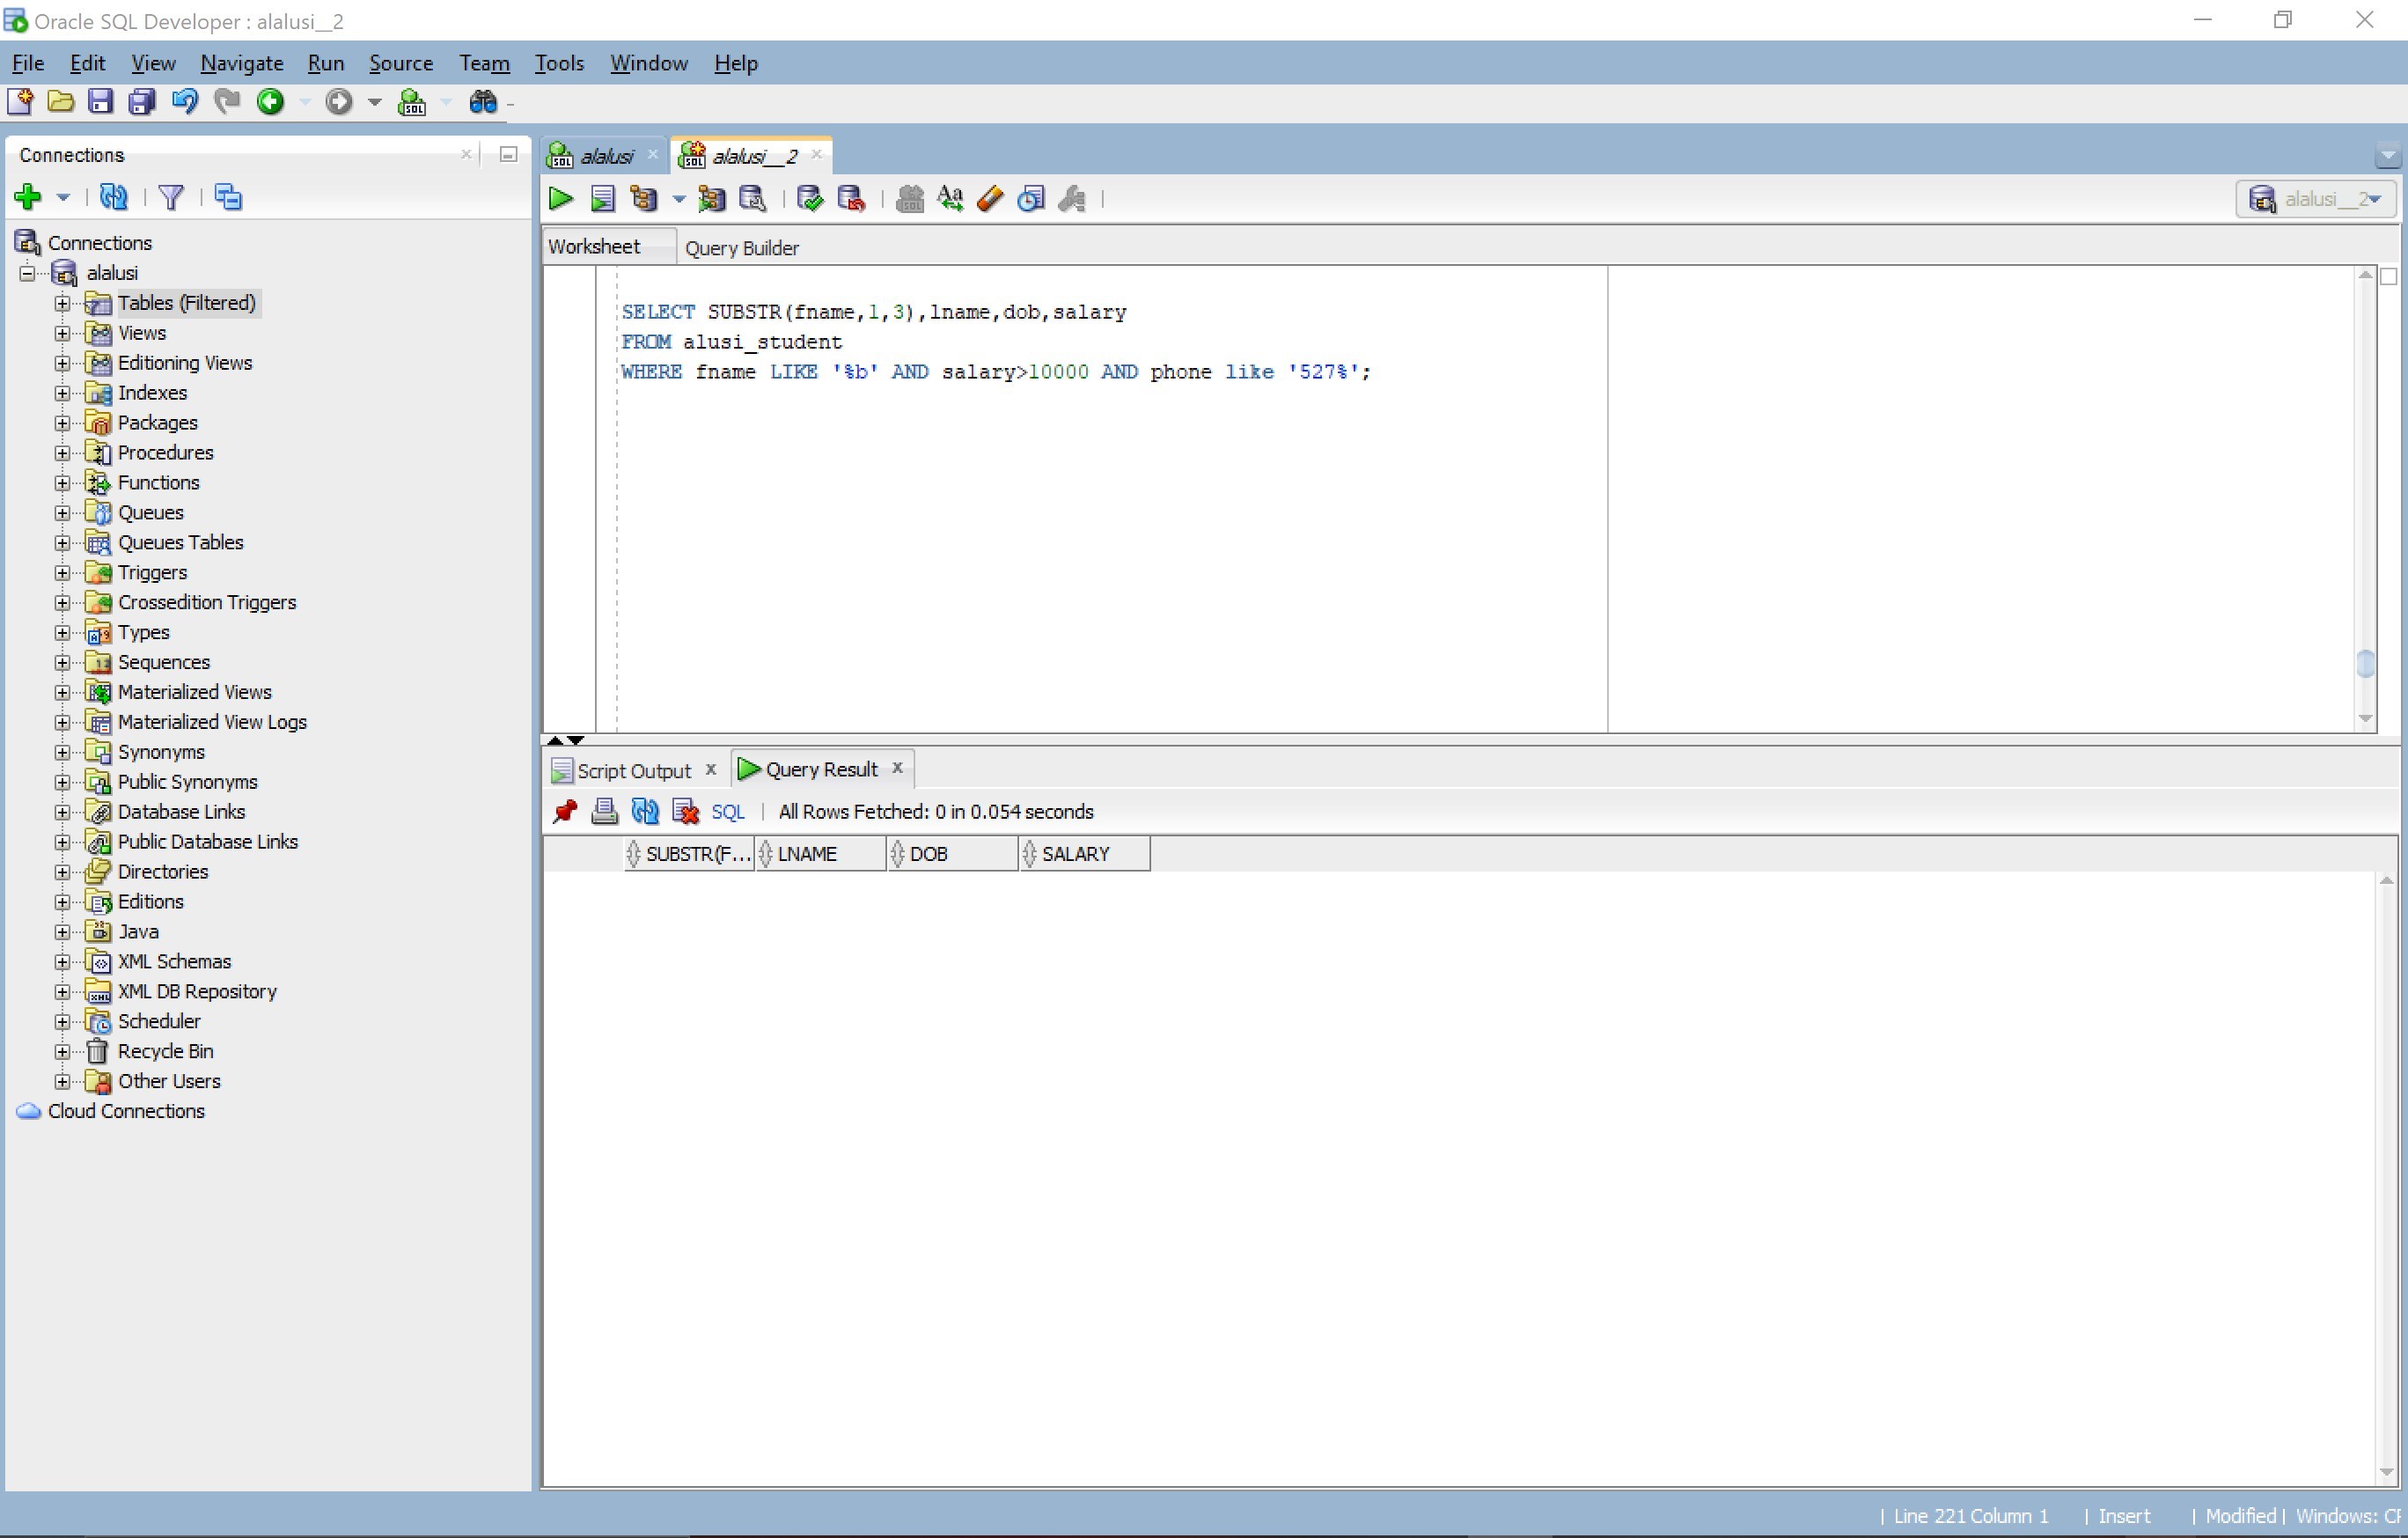 Oracle SQL Developer : alalusi__2
File Edit View Navigate Run Source Team Tools Window Help
Connections
Connections
alalusi
Tables (Filtered)
Views
Editioning Views
Indexes
Packages
Procedures
Functions
Queues
Queues Tables
Triggers
Crossedition Triggers
Types
Sequences
Materialized Views
Materialized View Logs
Synonyms
Public Synonyms
Database Links
Public Database Links
Directories
Editions
Java
XML Schemas
XML DB Repository
Scheduler
Recycle Bin
Other Users
Cloud Connections
alalusi alalusi__2
alalusi__2
Worksheet Query Builder
SELECT SUBSTR(fname,1,3),lname,dob,salary
FROM alusi_student
WHERE fname LIKE '%b' AND salary>10000 AND phone like '527%';
Script Output x Query Result x
SQL | All Rows Fetched: 0 in 0.054 seconds
SUBSTR(F... LNAME DOB SALARY
| Line 221 Column 1 | Insert | Modified | Windows: CF